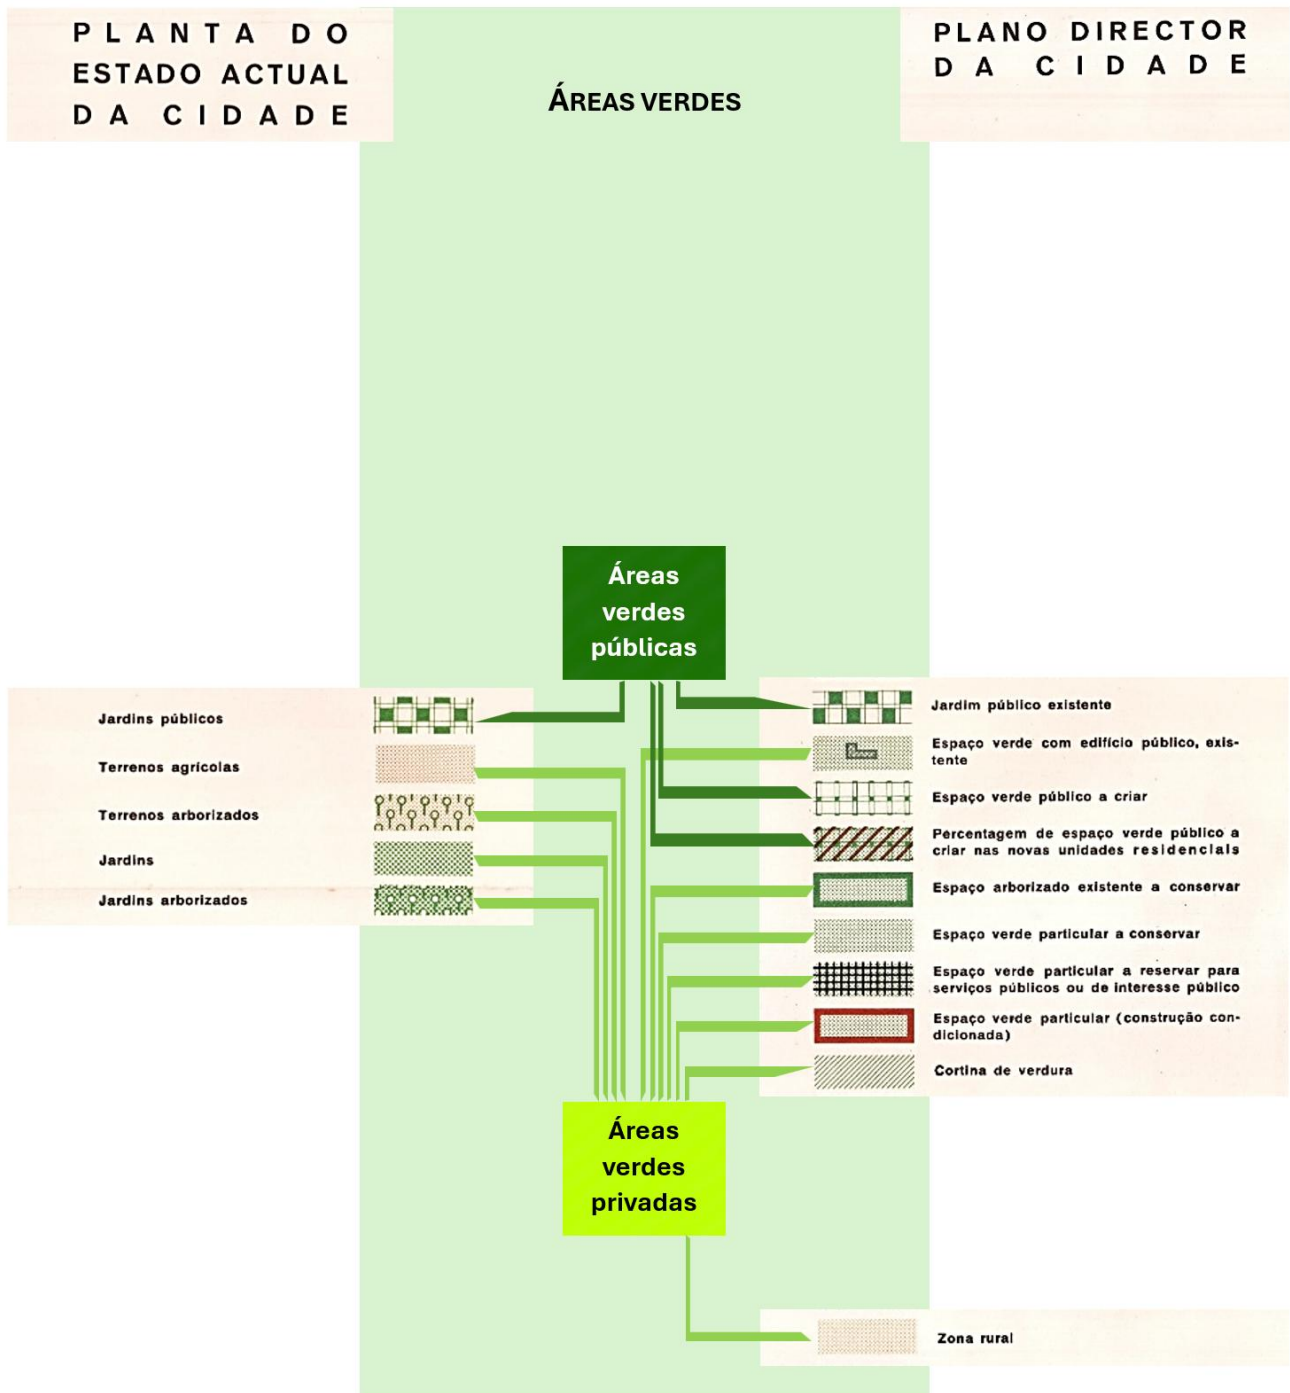 PLANTA DO
ESTADO ACTUAL
DA CIDADE
ÁREAS VERDES
PLANO DIRECTOR
DA CIDADE
Áreas
verdes
públicas
Jardins públicos
Terrenos agrícolas
Terrenos arborizados
Jardins
Jardins arborizados
Jardim público existente
Espaço verde com edifício público, exis-
tente
Espaço verde público a criar
Percentagem de espaço verde público a
criar nas novas unidades residenciais
Espaço arborizado existente a conservar
Espaço verde particular a conservar
Espaço verde particular a reservar para
serviços públicos ou de interesse público
Espaço verde particular (construção con-
dicionada)
Cortina de verdura
Áreas
verdes
privadas
Zona rural